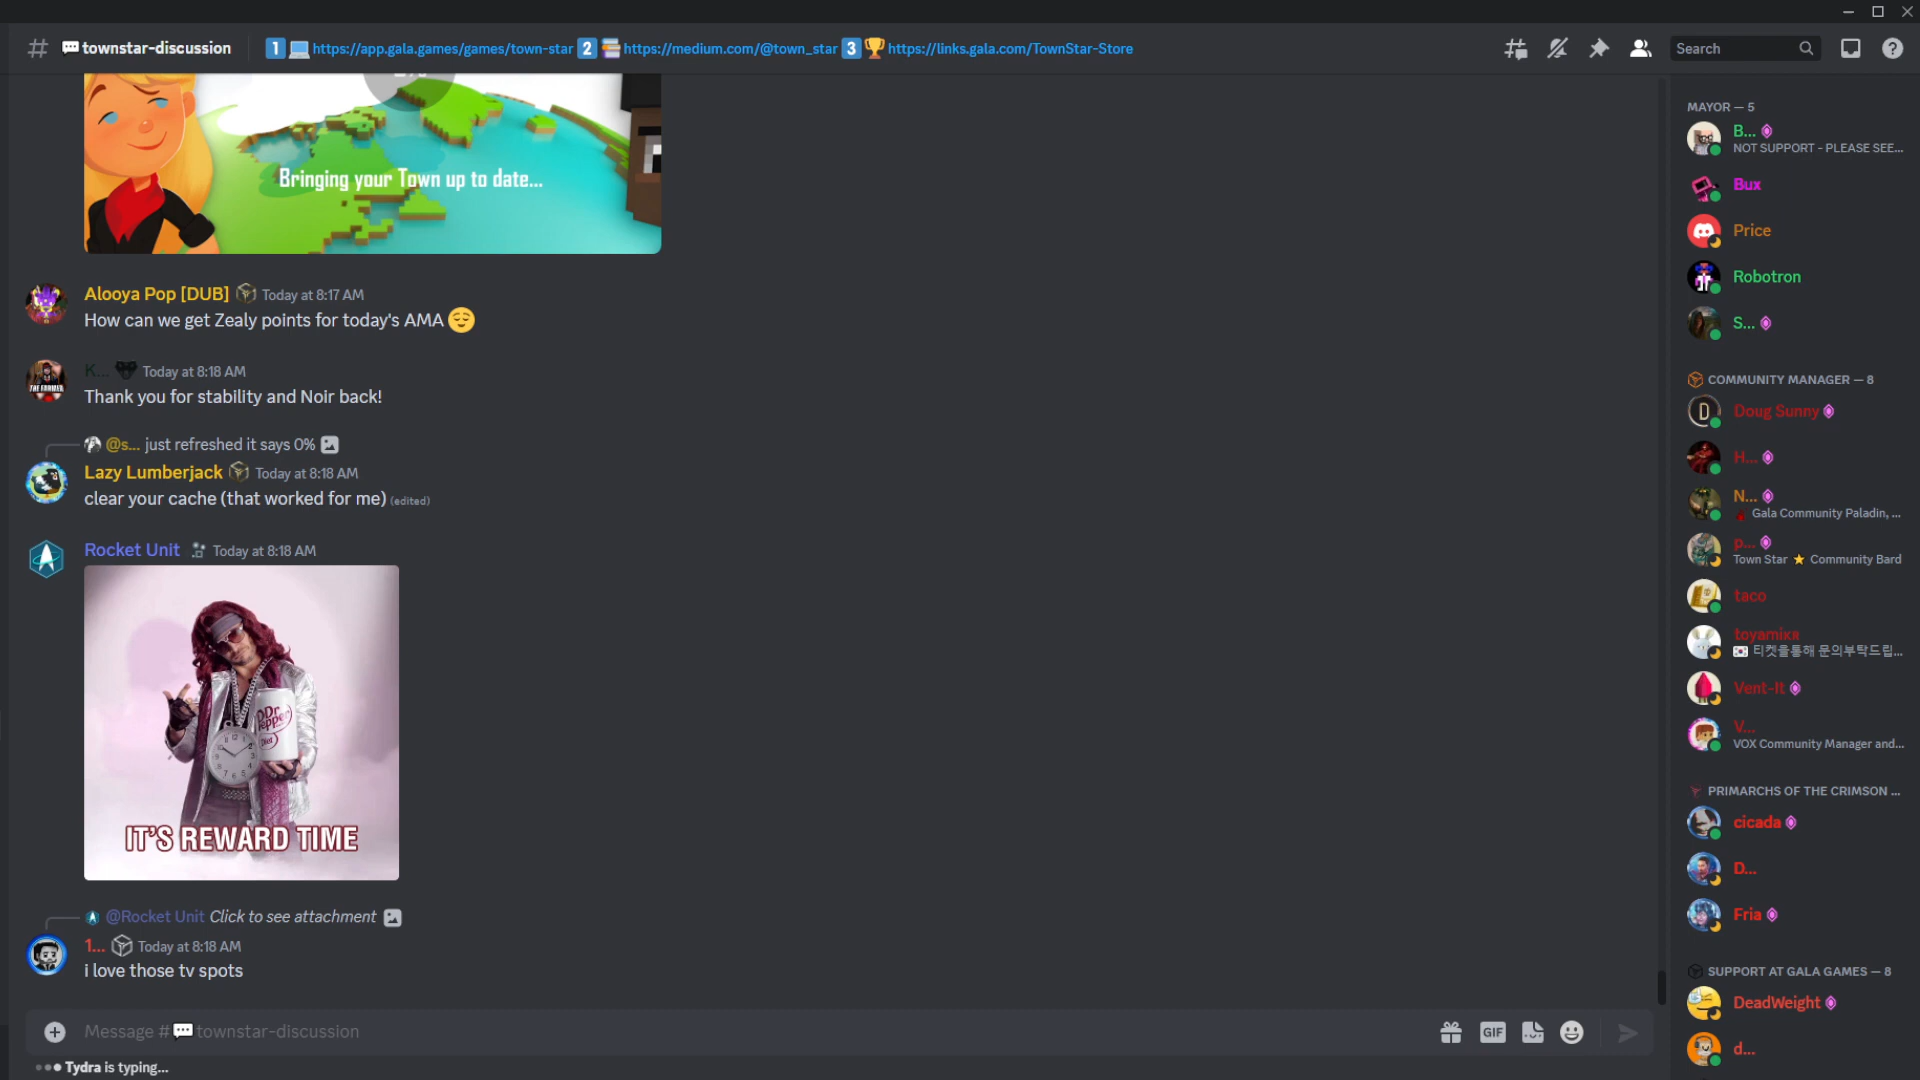 townstar-discussion
1 https://app.gala.games/games/town-star 2 https://medium.com/@town_star 3 https://links.gala.com/TownStar-Store
Search
Bringing your Town up to date...
Alooya Pop [DUB] Today at 8:17 AM
How can we get Zealy points for today's AMA
K... Today at 8:18 AM
Thank you for stability and Noir back!
@s... just refreshed it says 0%
Lazy Lumberjack Today at 8:18 AM
clear your cache (that worked for me) (edited)
Rocket Unit Today at 8:18 AM
Dr
Pepper
Diet
IT'S REWARD TIME
@Rocket Unit Click to see attachment
1... Today at 8:18 AM
i love those tv spots
Message # townstar-discussion
GIF
Tydra is typing...
MAYOR — 5
B...
NOT SUPPORT - PLEASE SEE...
Bux
Price
Robotron
S...
COMMUNITY MANAGER — 8
Doug Sunny
H...
N...
Gala Community Paladin, ...
p...
Town Star ⭐ Community Bard
taco
toyamikя
티켓을통해 문의부탁드립...
Vent-It
V...
VOX Community Manager and...
PRIMARCHS OF THE CRIMSON ...
cicada
D...
Fria
SUPPORT AT GALA GAMES — 8
DeadWeight
d...